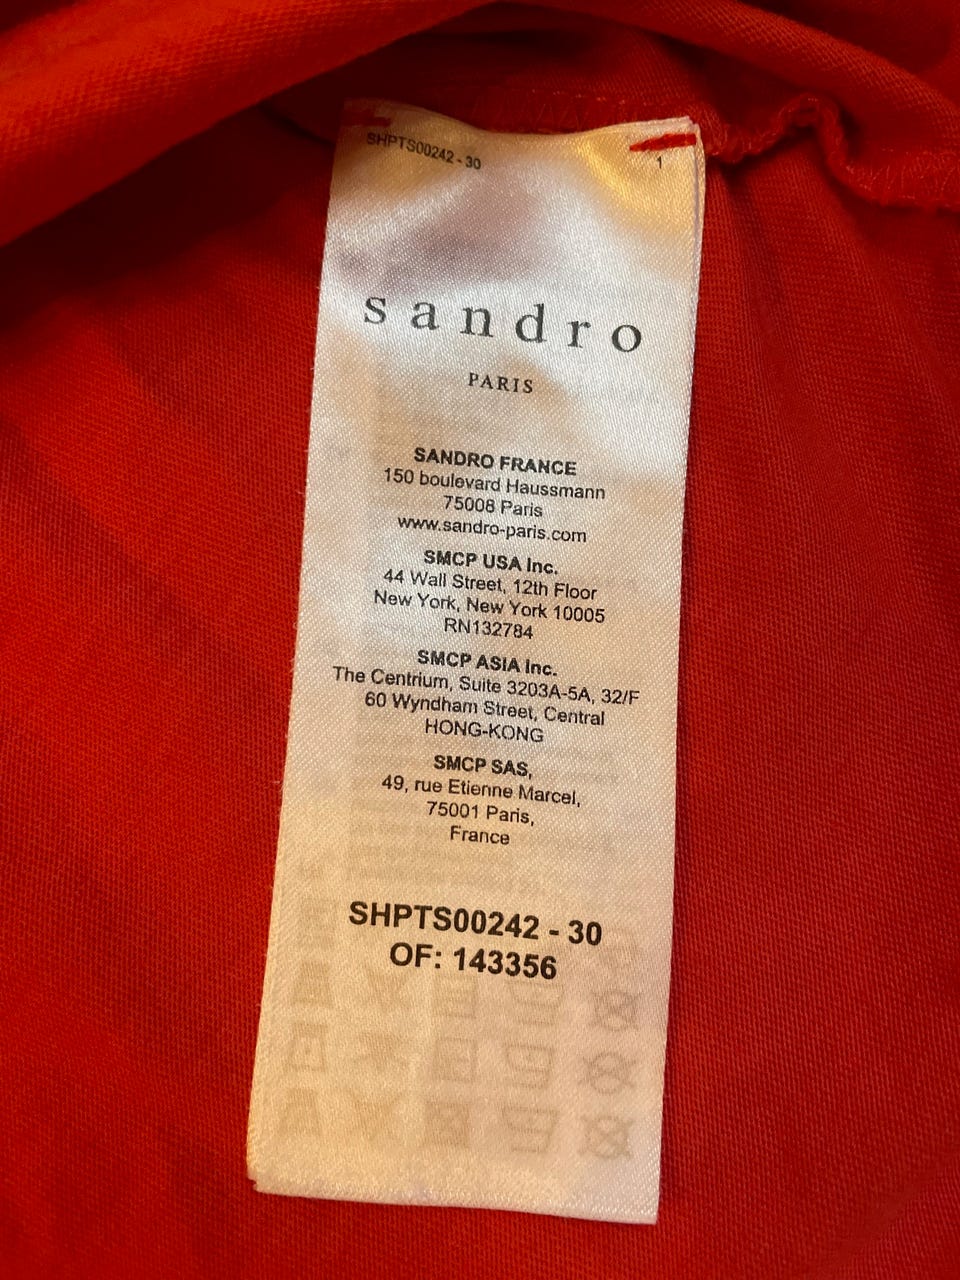 SHPTS00242 - 30
1
sandro
PARIS
SANDRO FRANCE
150 boulevard Haussmann
75008 Paris
www.sandro-paris.com
SMCP USA Inc.
44 Wall Street, 12th Floor
New York, New York 10005
RN132784
SMCP ASIA Inc.
The Centrium, Suite 3203A-5A, 32/F
60 Wyndham Street, Central
HONG-KONG
SMCP SAS,
49, rue Etienne Marcel,
75001 Paris,
France
SHPTS00242 - 30
OF: 143356